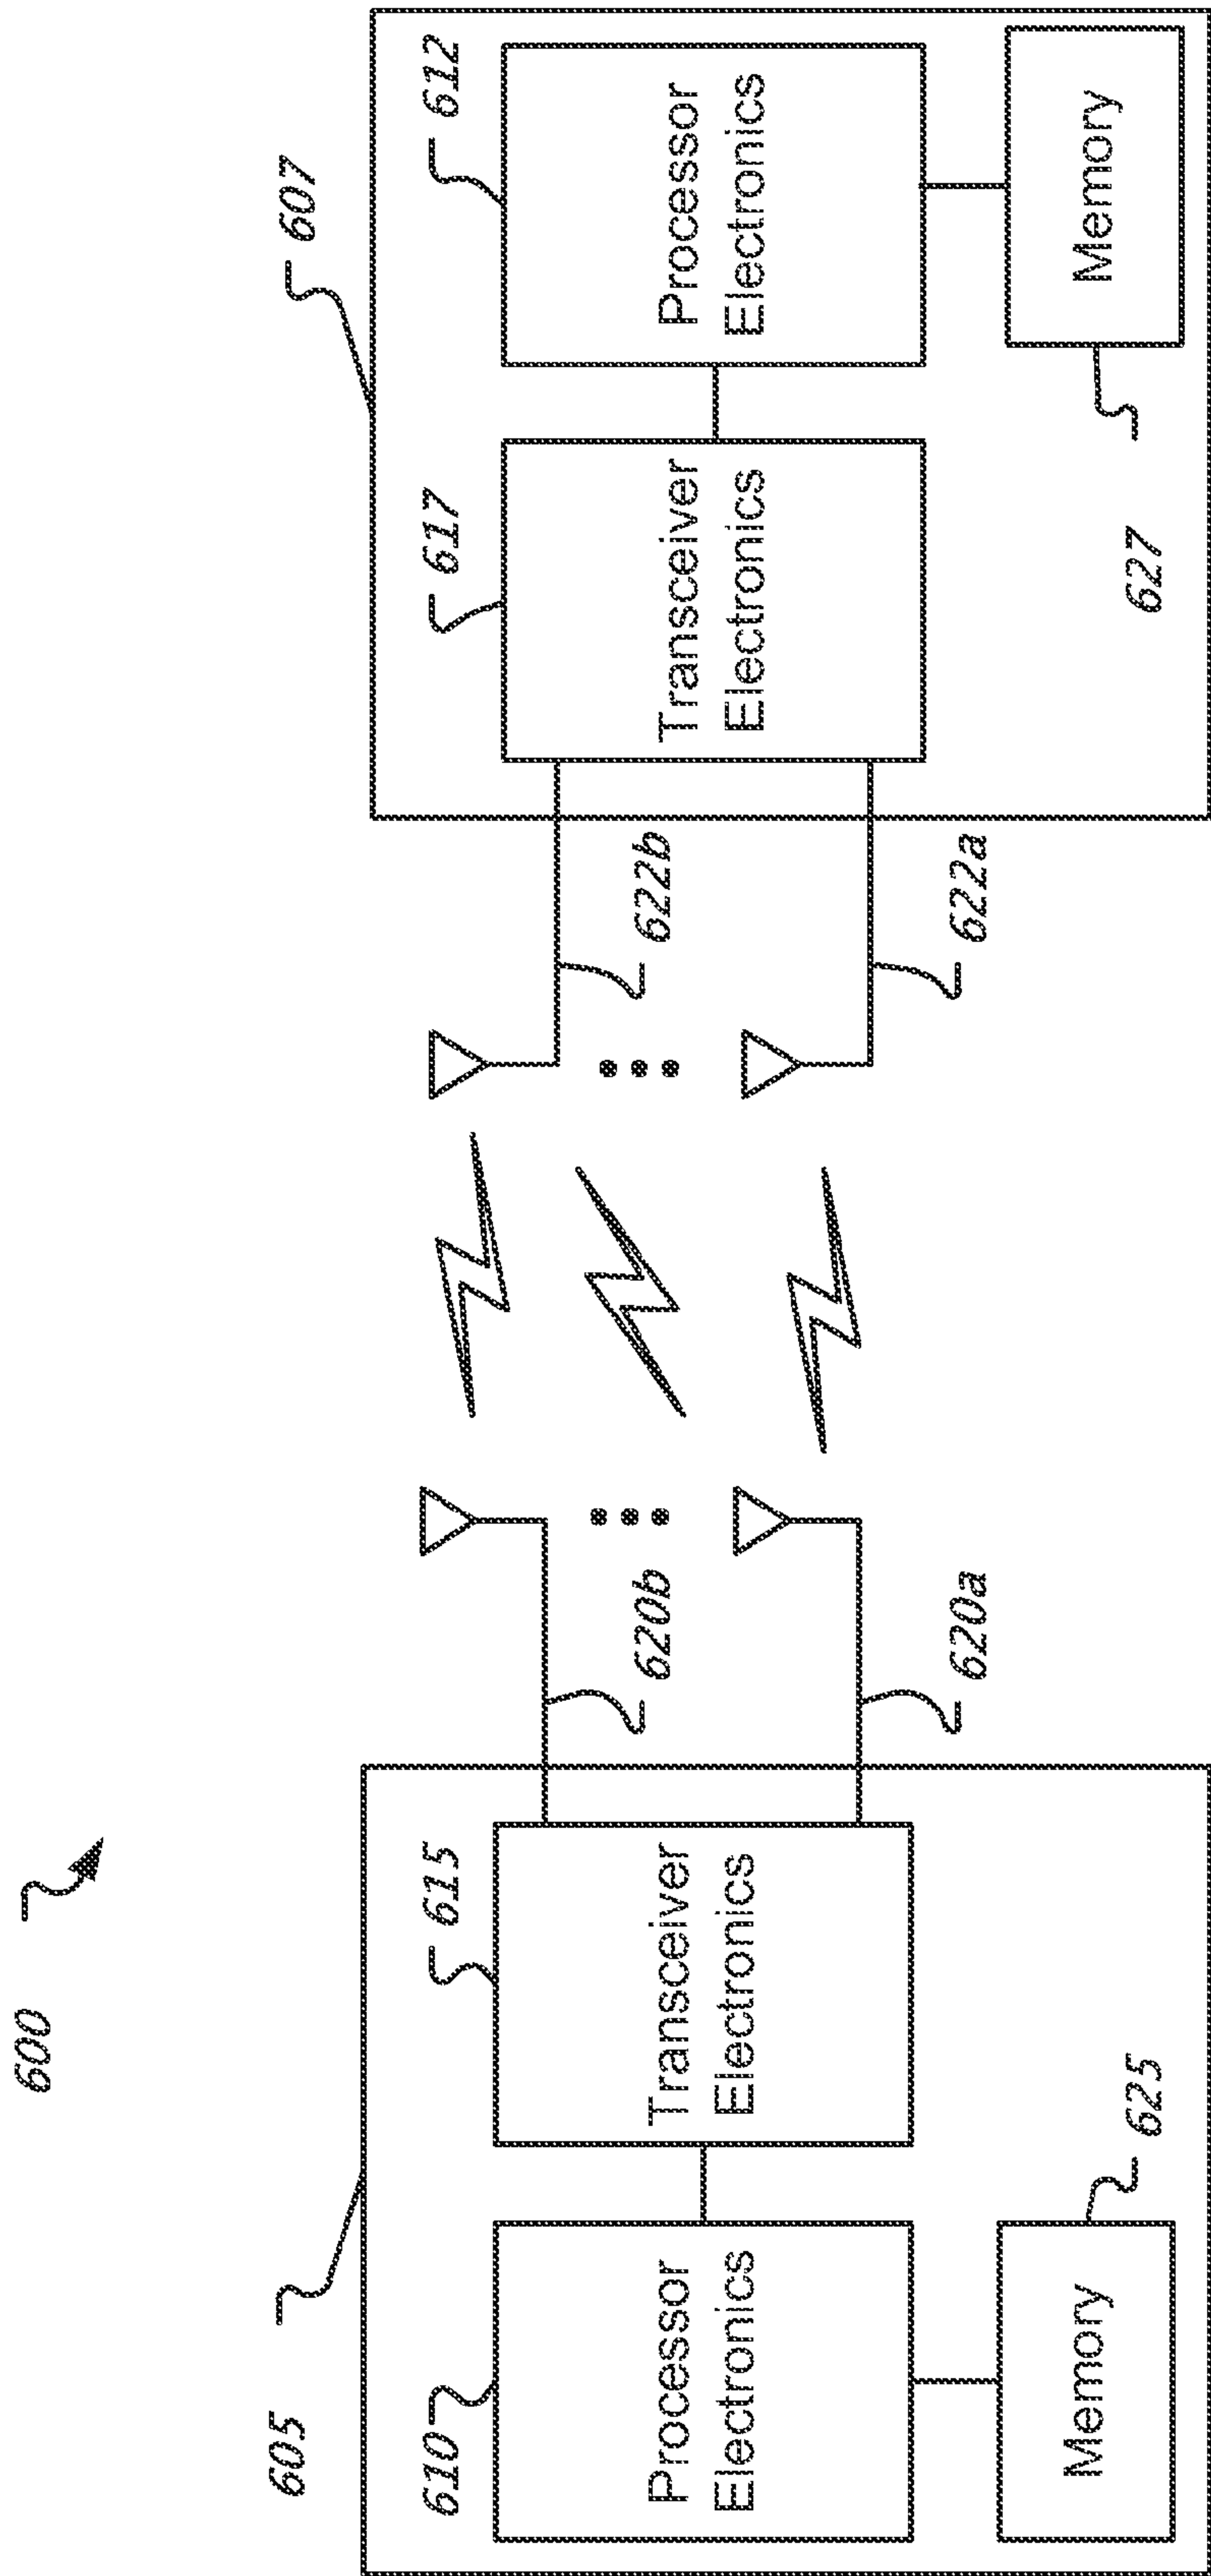 600
605
607
610
615
617
612
Processor
Electronics
Transceiver
Electronics
Transceiver
Electronics
Processor
Electronics
620b
622b
620a
622a
Memory
625
627
Memory